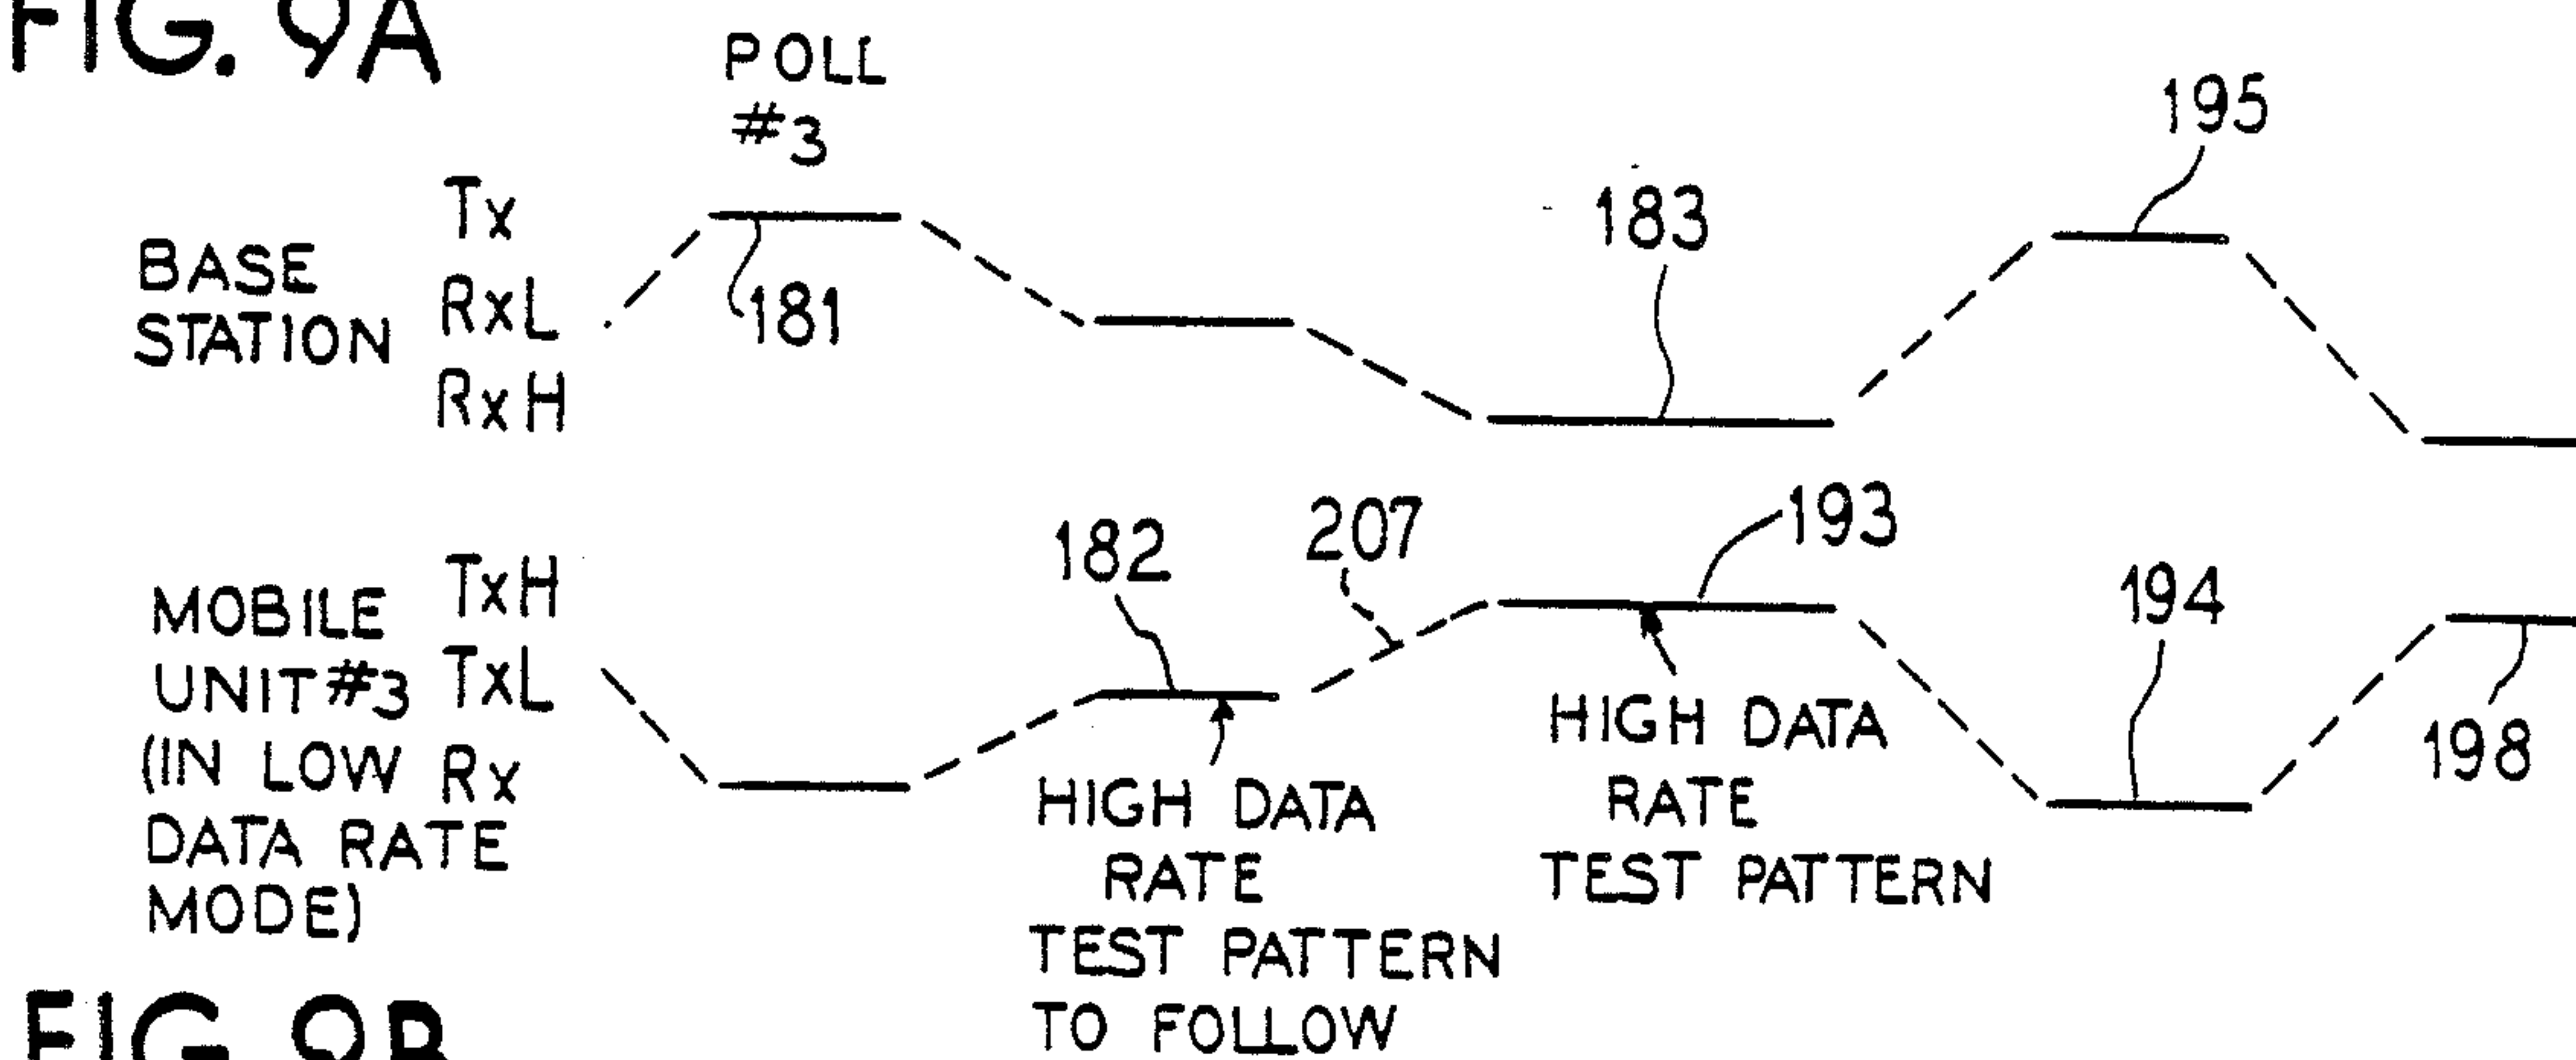 FIG. 9A
POLL
#3
195
183
BASE
STATION
Tx
RxL
RxH
181
182
207
193
194
198
MOBILE
UNIT #3
(IN LOW
DATA RATE
MODE)
TxH
TxL
Rx
HIGH DATA
RATE
TEST PATTERN
TO FOLLOW
HIGH DATA
RATE
TEST PATTERN
FIG. 9B